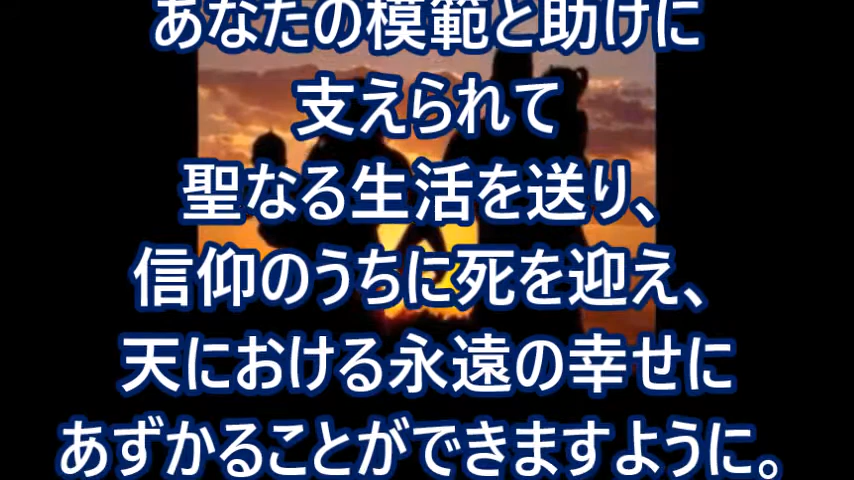 あなたの模範と助けに
支えられて
聖なる生活を送り、
信仰のうちに死を迎え、
天における永遠の幸せに
あずかることができますように。